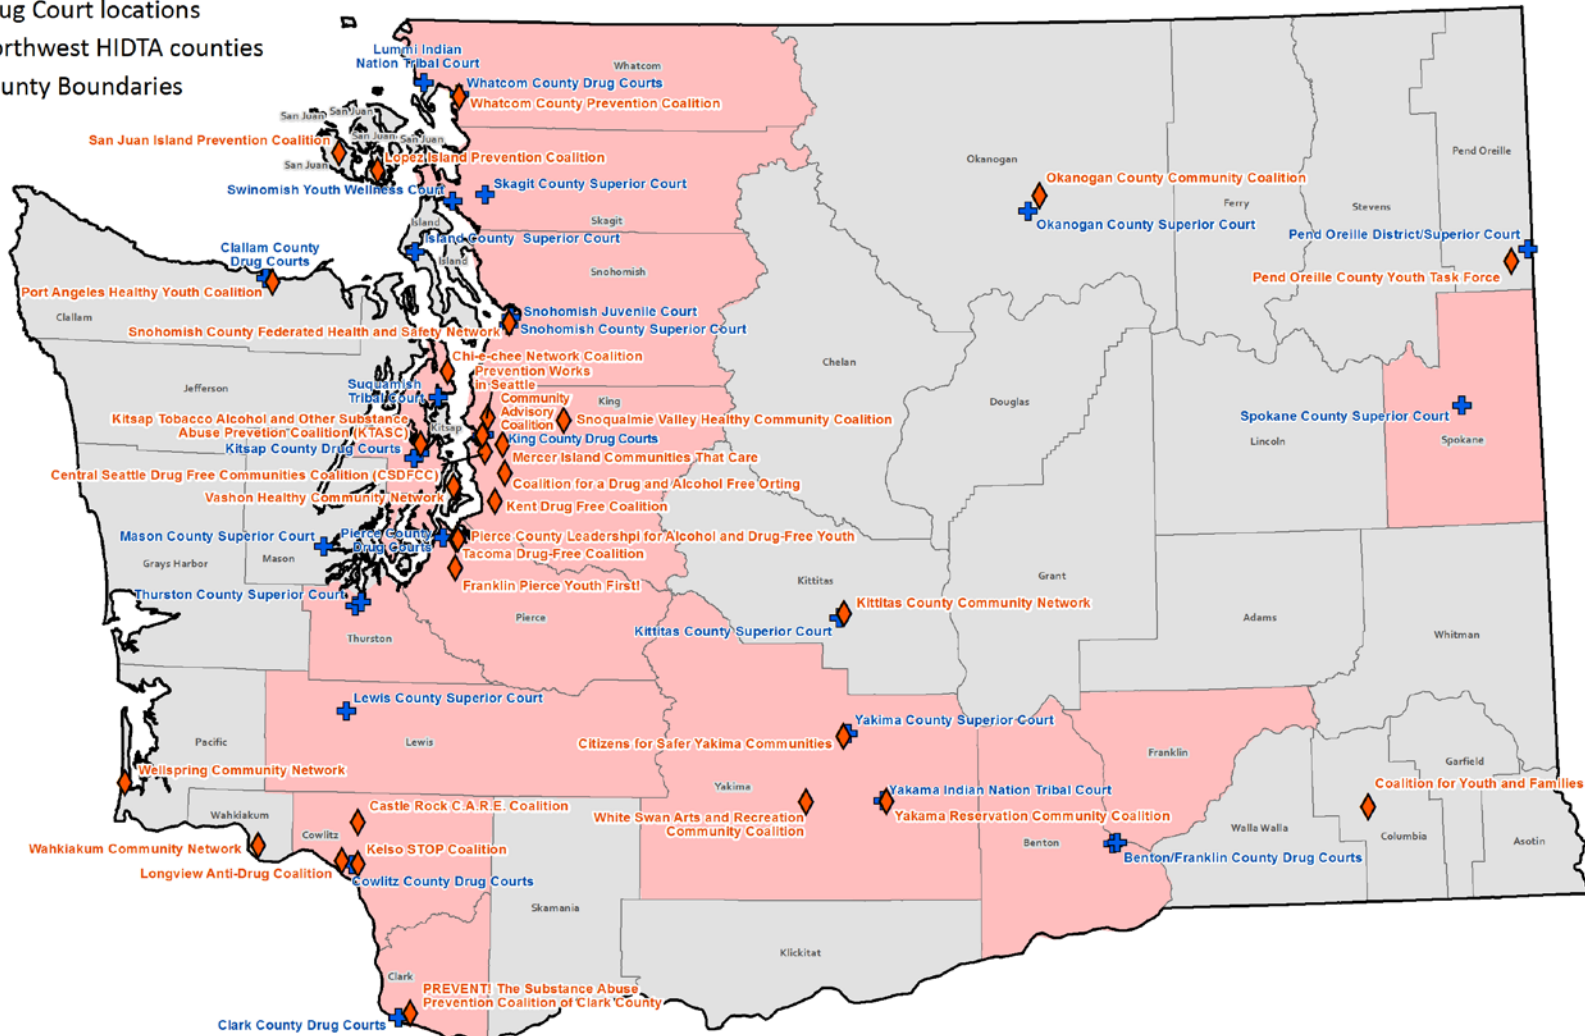 ug Court locations
orthwest HIDTA counties
unty Boundaries
Lummi Indian
Nation Tribal Court
Whatcom
Whatcom County Drug Courts
Whatcom County Prevention Coalition
San Juan
San Juan
San Juan
San Juan
San Juan
San Juan Island Prevention Coalition
Lopez Island Prevention Coalition
Swinomish Youth Wellness Court
Skagit County Superior Court
Skagit
Island
Island County Superior Court
Island
Okanogan
Okanogan County Community Coalition
Okanogan County Superior Court
Ferry
Stevens
Pend Oreille
Pend Oreille District/Superior Court
Pend Oreille County Youth Task Force
Clallam County
Drug Courts
Port Angeles Healthy Youth Coalition
Clallam
Snohomish
Snohomish Juvenile Court
Snohomish County Superior Court
Snohomish County Federated Health and Safety Network
Chi-e-chee Network Coalition
Prevention Works
in Seattle
Community
Advisory
Coalition
Suquamish
Tribal Court
Jefferson
King
Snoqualmie Valley Healthy Community Coalition
Kitsap Tobacco Alcohol and Other Substance
Abuse Prevetion Coalition (KTASC)
Kitsap
Kitsap County Drug Courts
King County Drug Courts
Mercer Island Communities That Care
Central Seattle Drug Free Communities Coalition (CSDFCC)
Coalition for a Drug and Alcohol Free Orting
Vashon Healthy Community Network
Kent Drug Free Coalition
Chelan
Douglas
Lincoln
Spokane County Superior Court
Spokane
Mason County Superior Court
Pierce County
Drug Courts
Pierce County Leadershpl for Alcohol and Drug-Free Youth
Tacoma Drug-Free Coalition
Franklin Pierce Youth First!
Grays Harbor
Mason
Thurston County Superior Court
Thurston
Pierce
Kittitas
Kittitas County Community Network
Kittitas County Superior Court
Grant
Adams
Whitman
Lewis County Superior Court
Lewis
Pacific
Wellspring Community Network
Yakima County Superior Court
Citizens for Safer Yakima Communities
Yakima
Yakama Indian Nation Tribal Court
White Swan Arts and Recreation
Community Coalition
Yakama Reservation Community Coalition
Franklin
Benton
Benton/Franklin County Drug Courts
Walla Walla
Garfield
Coalition for Youth and Families
Columbia
Asotin
Wahkiakum
Castle Rock C.A.R.E. Coalition
Cowlitz
Wahkiakum Community Network
Kelso STOP Coalition
Longview Anti-Drug Coalition
Cowlitz County Drug Courts
Skamania
Klickitat
Clark
PREVENT! The Substance Abuse
Prevention Coalition of Clark County
Clark County Drug Courts